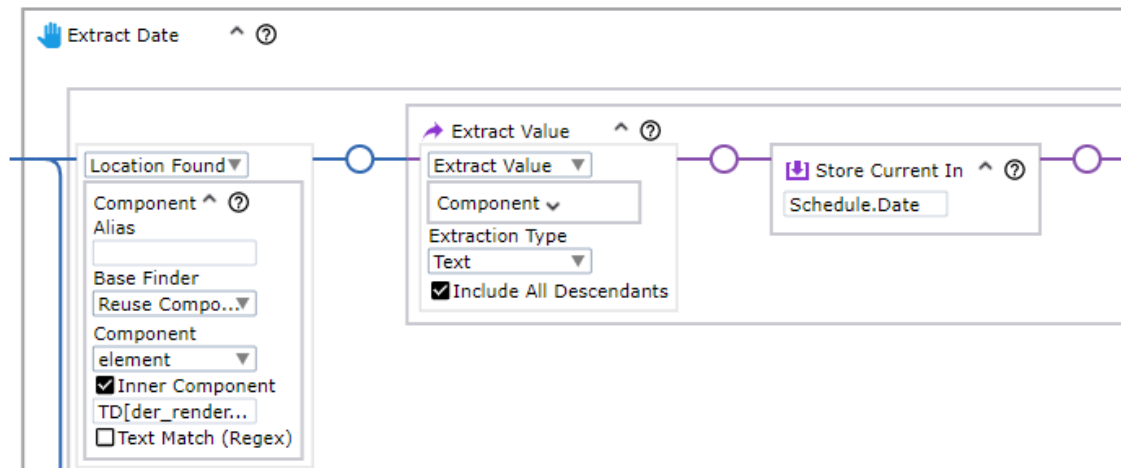 Extract Date
Extract Value
Location Found
Extract Value
Store Current In
Component
Component
Schedule.Date
Alias
Extraction Type
Text
Base Finder
Include All Descendants
Reuse Compo...
Component
element
Inner Component
TD[der_render...
Text Match (Regex)